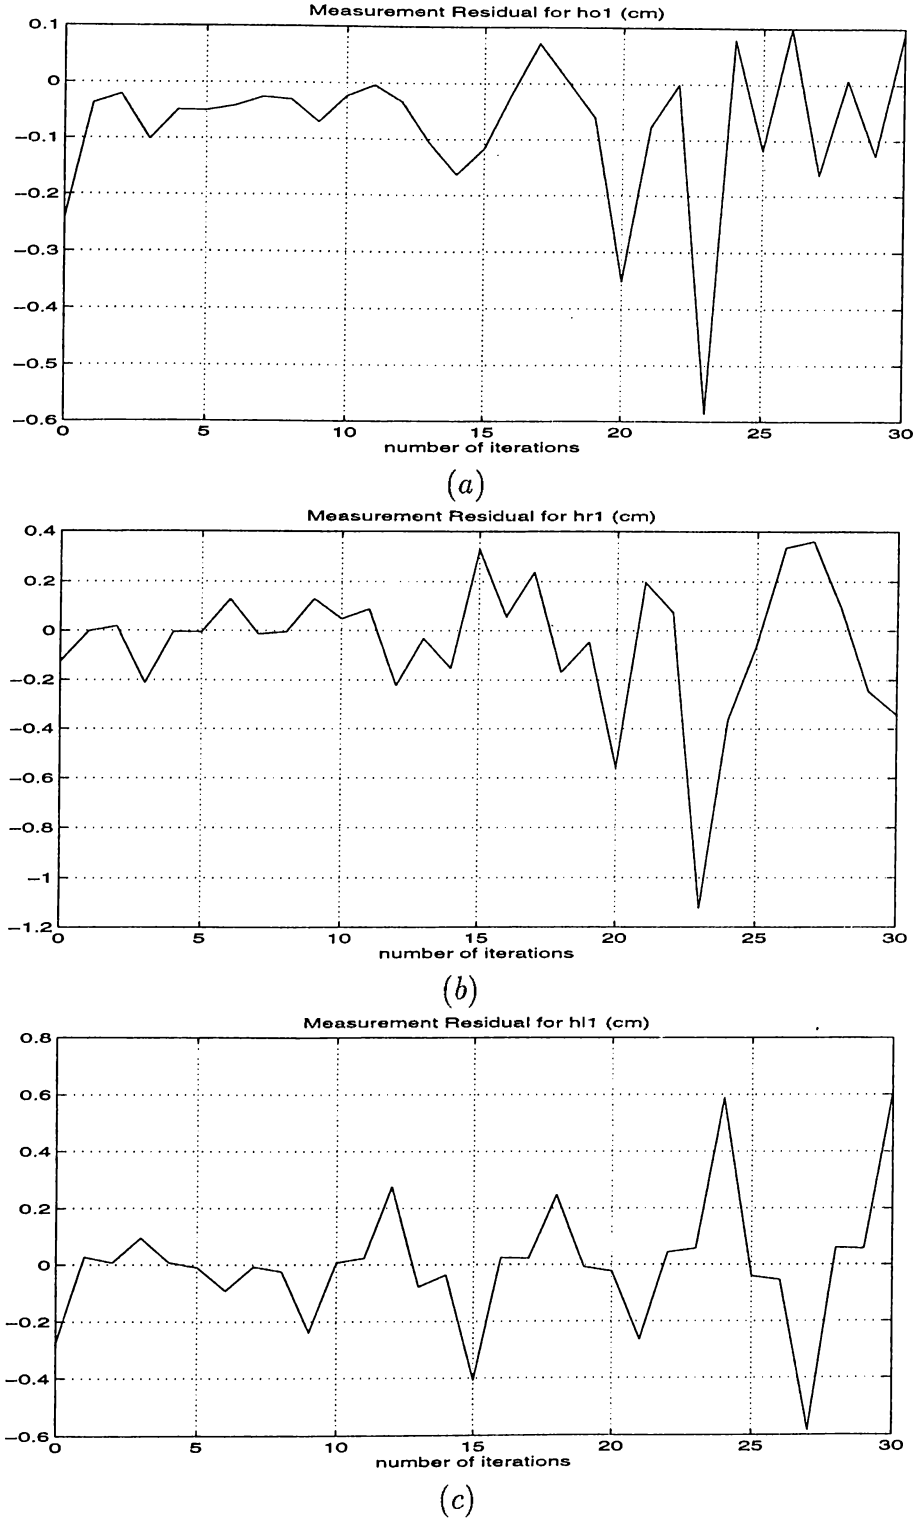 Measurement Residual for ho1 (cm)
0.1
0
−0.1
−0.2
−0.3
−0.4
−0.5
−0.6
0 5 10 15 20 25 30
number of iterations
(a)
Measurement Residual for hr1 (cm)
0.4
0.2
0
−0.2
−0.4
−0.6
−0.8
−1
−1.2
0 5 10 15 20 25 30
number of iterations
(b)
Measurement Residual for hl1 (cm)
0.8
0.6
0.4
0.2
0
−0.2
−0.4
−0.6
0 5 10 15 20 25 30
number of iterations
(c)